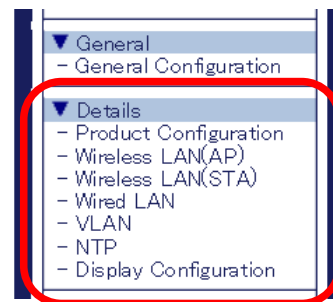 ▼ General
- General Configuration
▼ Details
- Product Configuration
- Wireless LAN(AP)
- Wireless LAN(STA)
- Wired LAN
- VLAN
- NTP
- Display Configuration